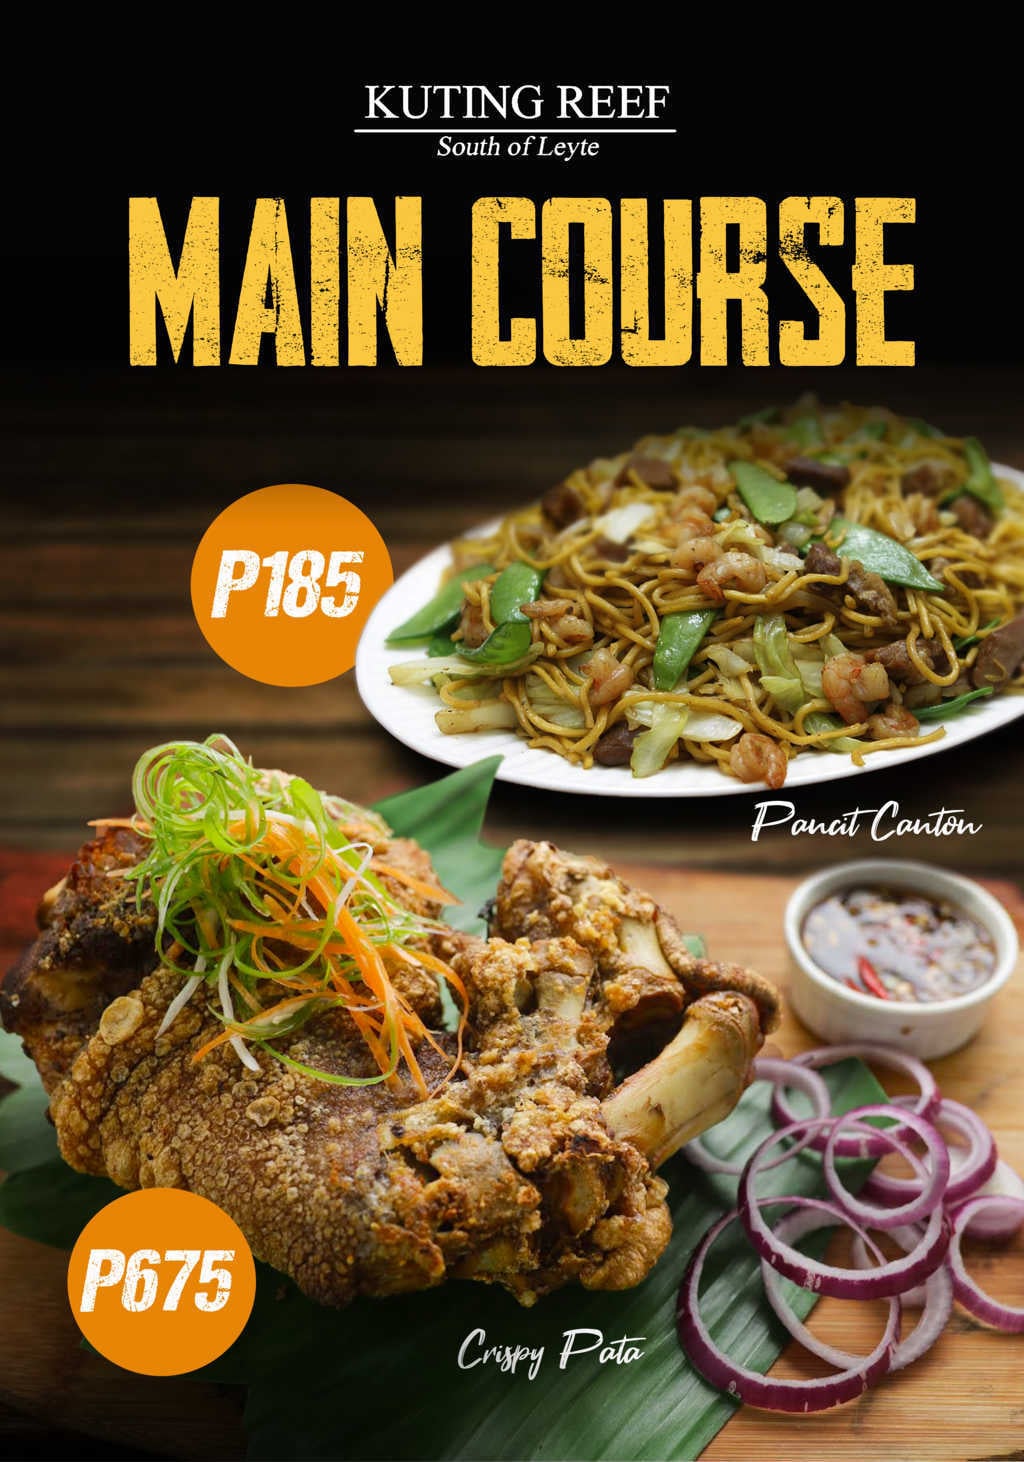 KUTING REEF
South of Leyte
MAIN COURSE
P185
Pancit Canton
P675
Crispy Pata